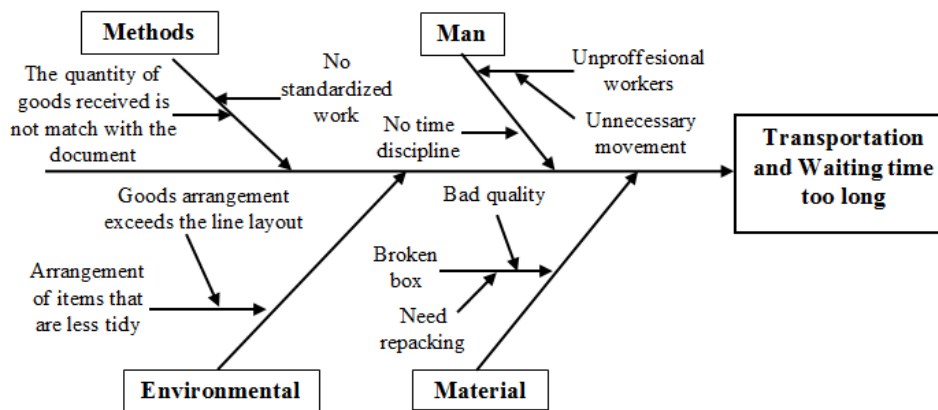 Methods
Man
The quantity of
goods received is
not match with the
document
No
standardized
work
Unproffesional
workers
No time
discipline
Unnecessary
movement
Transportation
and Waiting time
too long
Goods arrangement
exceeds the line layout
Bad quality
Arrangement
of items that
are less tidy
Broken
box
Need
repacking
Environmental
Material